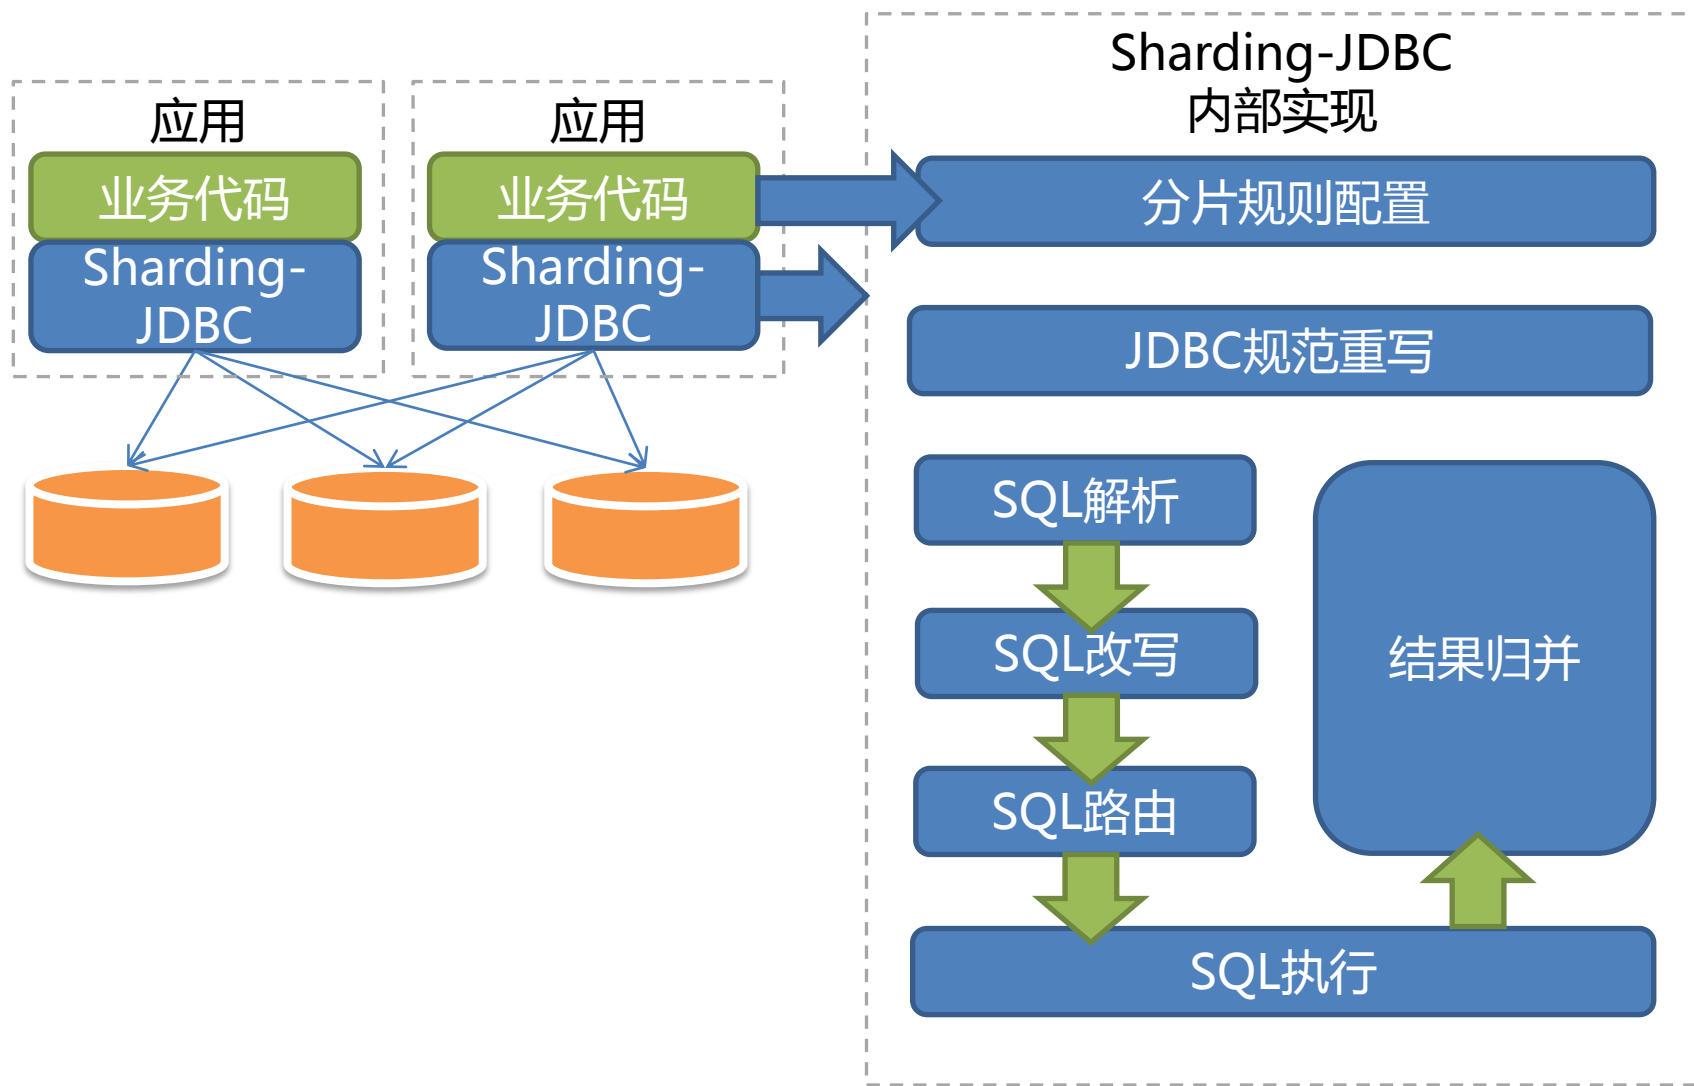 应用
业务代码
Sharding-
JDBC
应用
业务代码
Sharding-
JDBC
Sharding-JDBC
内部实现
分片规则配置
JDBC规范重写
SQL解析
SQL改写
SQL路由
结果归并
SQL执行